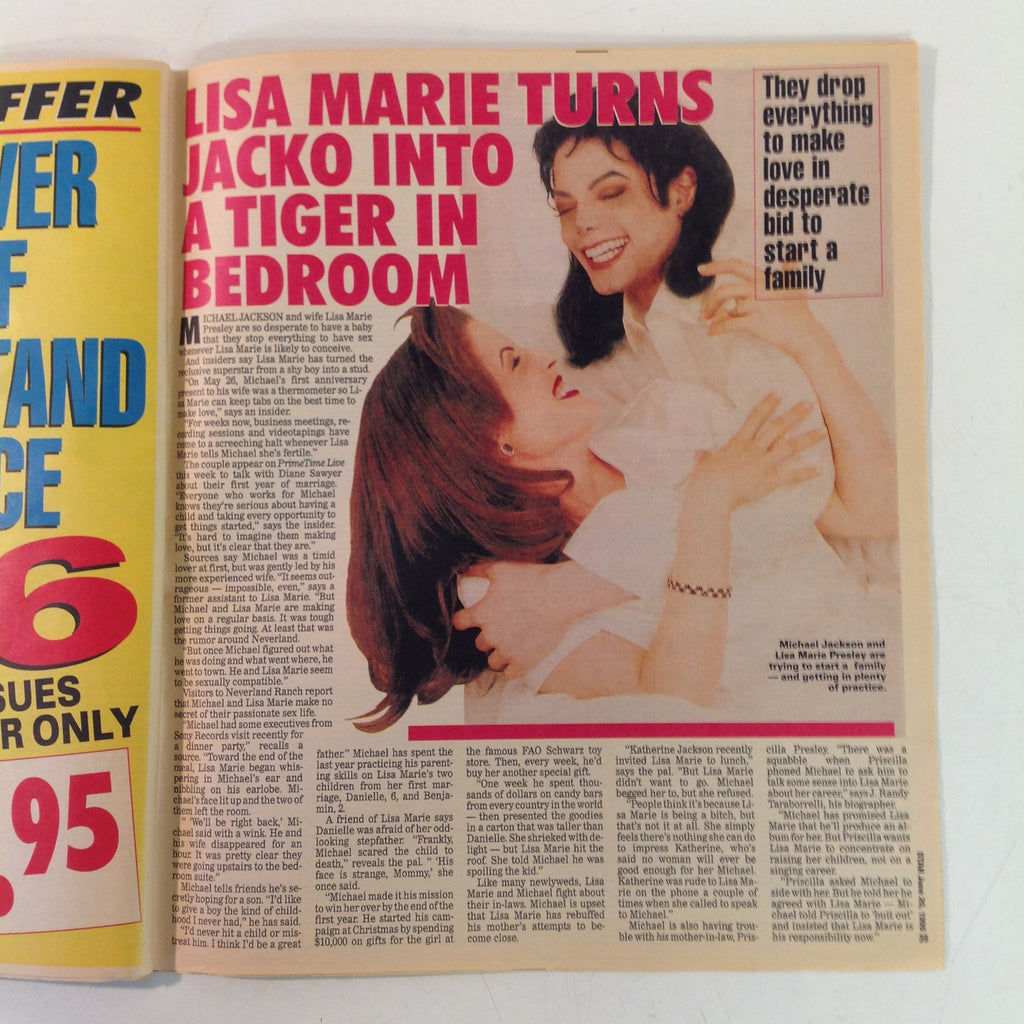 FFER
VER
F
TAND
CE
6
SUES
R ONLY
.95
LISA MARIE TURNS
JACKO INTO
A TIGER IN
BEDROOM
They drop
everything
to make
love in
desperate
bid to
start a
family
MICHAEL JACKSON and wife Lisa Marie
Presley are so desperate to have a baby
that they stop everything to have sex
whenever Lisa Marie is likely to conceive.
And insiders say Lisa Marie has turned the
reclusive superstar from a shy boy into a stud.
"On May 26, Michael's first anniversary
present to his wife was a thermometer so Li-
sa Marie can keep tabs on the best time to
make love," says an insider.
"For weeks now, business meetings, re-
cording sessions and videotapings have
come to a screeching halt whenever Lisa
Marie tells Michael she's fertile."
The couple appear on PrimeTime Live
this week to talk with Diane Sawyer
about their first year of marriage.
"Everyone who works for Michael
knows they're serious about having a
child and taking every opportunity to
get things started," says the insider.
"It's hard to imagine them making
love, but it's clear that they are."
Sources say Michael was a timid
lover at first, but was gently led by his
more experienced wife. "It seems out-
rageous — impossible, even," says a
former assistant to Lisa Marie. "But
Michael and Lisa Marie are making
love on a regular basis. It was tough
getting things going. At least that was
the rumor around Neverland.
"But once Michael figured out what
he was doing and what went where, he
went to town. He and Lisa Marie seem
to be sexually compatible."
Visitors to Neverland Ranch report
that Michael and Lisa Marie make no
secret of their passionate sex life.
"Michael had some executives from
Sony Records visit recently for
a dinner party," recalls a
source. "Toward the end of the
meal, Lisa Marie began whis-
pering in Michael's ear and
nibbling on his earlobe. Mi-
chael's face lit up and the two of
them left the room.
" 'We'll be right back,' Mi-
chael said with a wink. He and
his wife disappeared for an
hour. It was pretty clear they
were going upstairs to the bed-
room suite."
Michael tells friends he's se-
cretly hoping for a son. "I'd like
to give a boy the kind of child-
hood I never had," he has said.
"I'd never hit a child or mis-
treat him. I think I'd be a great
father." Michael has spent the
last year practicing his parent-
ing skills on Lisa Marie's two
children from her first mar-
riage, Danielle, 6, and Benja-
min, 2.
A friend of Lisa Marie says
Danielle was afraid of her odd-
looking stepfather. "Frankly,
Michael scared the child to
death," reveals the pal. " 'His
face is strange, Mommy,' she
once said.
"Michael made it his mission
to win her over by the end of the
first year. He started his cam-
paign at Christmas by spending
$10,000 on gifts for the girl at
the famous FAO Schwarz toy
store. Then, every week, he'd
buy her another special gift.
"One week he spent thou-
sands of dollars on candy bars
from every country in the world
— then presented the goodies
in a carton that was taller than
Danielle. She shrieked with de-
light — but Lisa Marie hit the
roof. She told Michael he was
spoiling the kid."
Like many newlyweds, Lisa
Marie and Michael fight about
their in-laws. Michael is upset
that Lisa Marie has rebuffed
his mother's attempts to be-
come close.
"Katherine Jackson recently
invited Lisa Marie to lunch,"
says the pal. "But Lisa Marie
didn't want to go. Michael
begged her to, but she refused.
"People think it's because Li-
sa Marie is being a bitch, but
that's not it at all. She simply
feels there's nothing she can do
to impress Katherine, who's
said no woman will ever be
good enough for her Michael.
Katherine was rude to Lisa Ma-
rie on the phone a couple of
times when she called to speak
to Michael."
Michael is also having trou-
ble with his mother-in-law, Pris-
cilla Presley. "There was a
squabble when Priscilla
phoned Michael to ask him to
talk some sense into Lisa Marie
about her career," says J. Randy
Taraborrelli, his biographer.
"Michael has promised Lisa
Marie that he'll produce an al-
bum for her. But Priscilla wants
Lisa Marie to concentrate on
raising her children, not on a
singing career.
"Priscilla asked Michael to
side with her. But he told her he
agreed with Lisa Marie — Mi-
chael told Priscilla to 'butt out'
and insisted that Lisa Marie is
his responsibility now."
Michael Jackson and
Lisa Marie Presley are
trying to start a family
— and getting in plenty
of practice.
STAR June 20, 1995 39